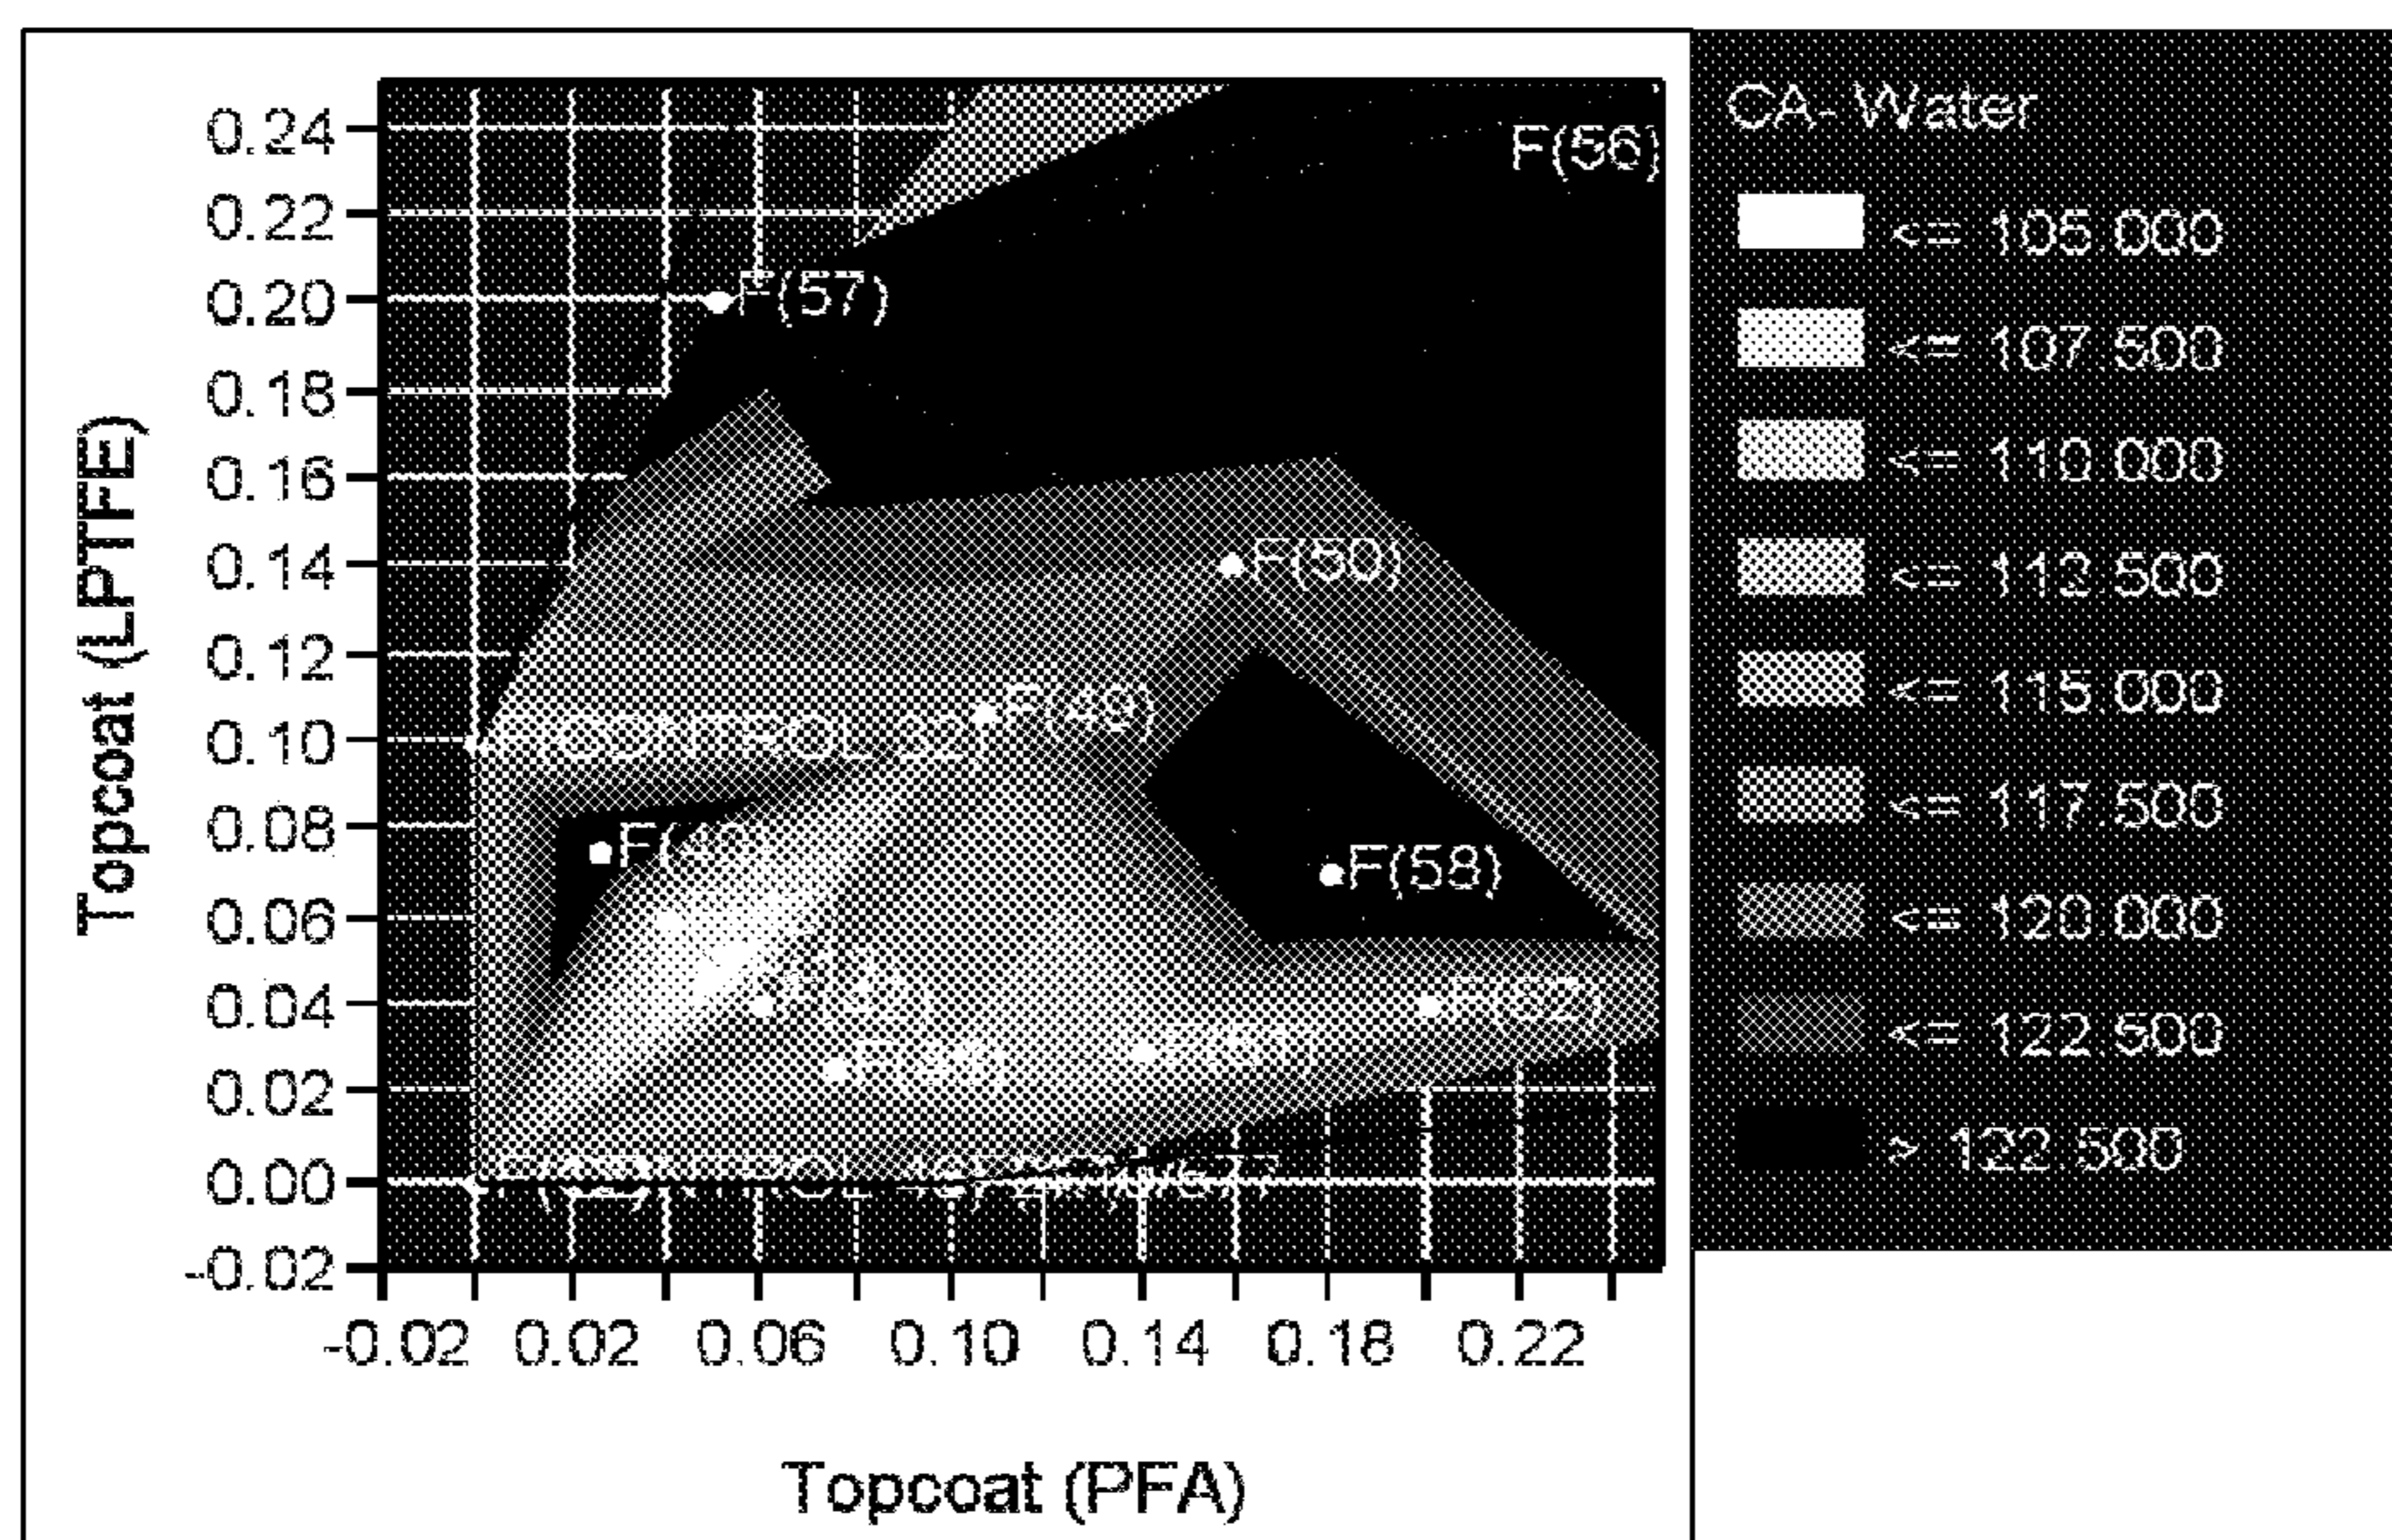 CA- Water
<= 105.000
<= 107.500
<= 110.000
<= 112.500
<= 115.000
<= 117.500
<= 120.000
<= 122.500
> 122.500
Topcoat (LPTFE)
0.24
0.22
0.20
0.18
0.16
0.14
0.12
0.10
0.08
0.06
0.04
0.02
0.00
-0.02
F(56)
F(57)
F(50)
F(49)
(CONTROL 32)
F(58)
F(52)
-0.02 0.02 0.06 0.10 0.14 0.18 0.22
Topcoat (PFA)